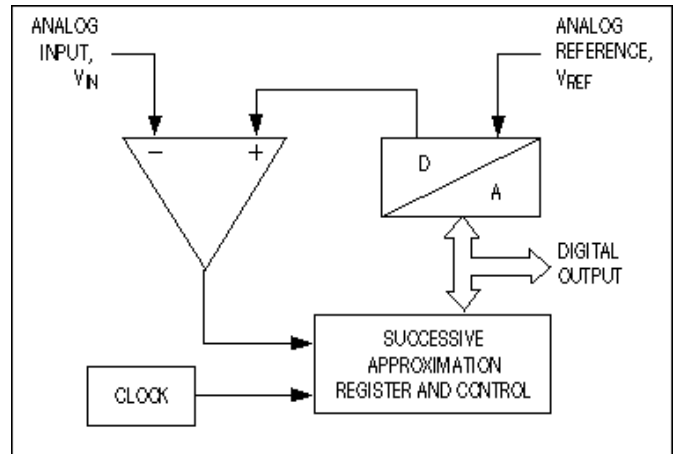 ANALOG
INPUT,
VIN
ANALOG
REFERENCE,
VREF
− +
D
A
DIGITAL
OUTPUT
SUCCESSIVE
APPROXIMATION
REGISTER AND CONTROL
CLOCK